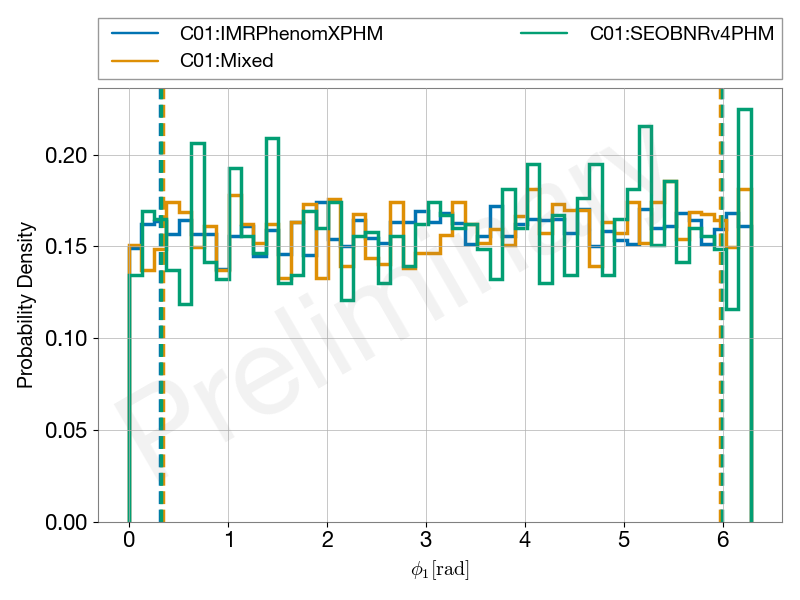 C01:IMRPhenomXPHM
C01:Mixed
C01:SEOBNRv4PHM
Preliminary
Probability Density
0.20
0.15
0.10
0.05
0.00
0 1 2 3 4 5 6
ϕ₁[rad]